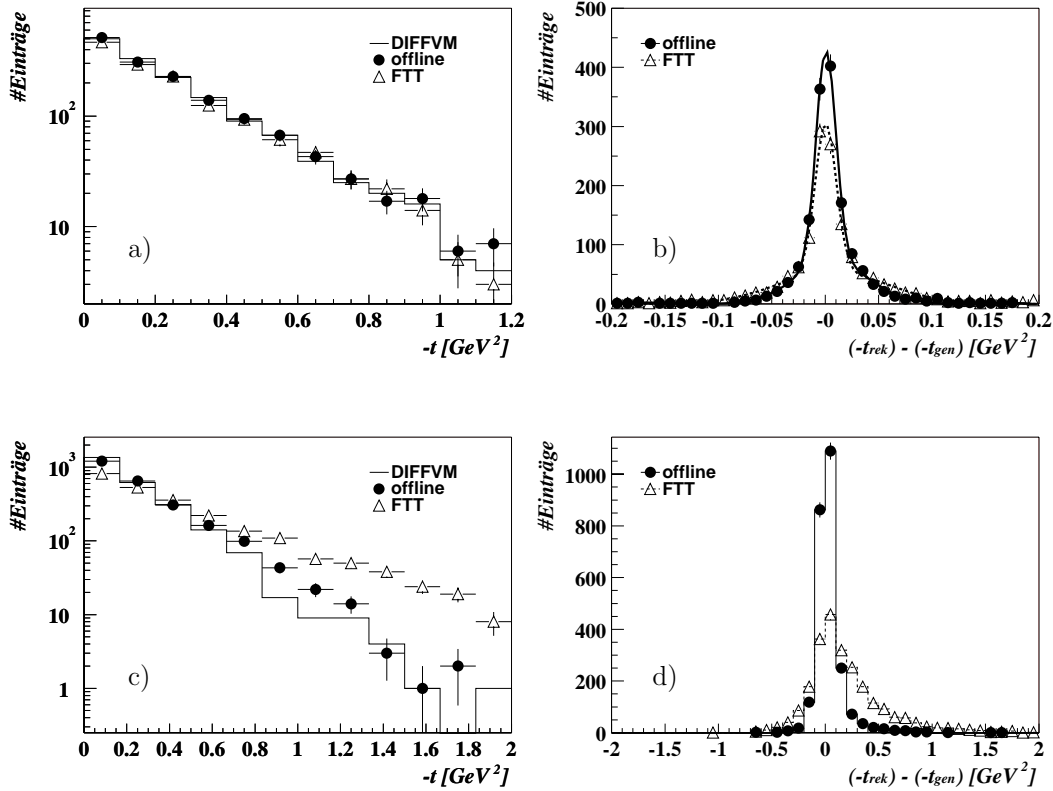 #Einträge
10²
10
DIFFVM
offline
FTT
a)
0 0.2 0.4 0.6 0.8 1 1.2
-t [GeV²]
#Einträge
500
400
300
200
100
0
offline
FTT
b)
-0.2 -0.15 -0.1 -0.05 -0 0.05 0.1 0.15 0.2
(-t_rek) - (-t_gen) [GeV²]
#Einträge
10³
10²
10
1
DIFFVM
offline
FTT
c)
0 0.2 0.4 0.6 0.8 1 1.2 1.4 1.6 1.8 2
-t [GeV²]
#Einträge
1000
800
600
400
200
0
offline
FTT
d)
-2 -1.5 -1 -0.5 0 0.5 1 1.5 2
(-t_rek) - (-t_gen) [GeV²]